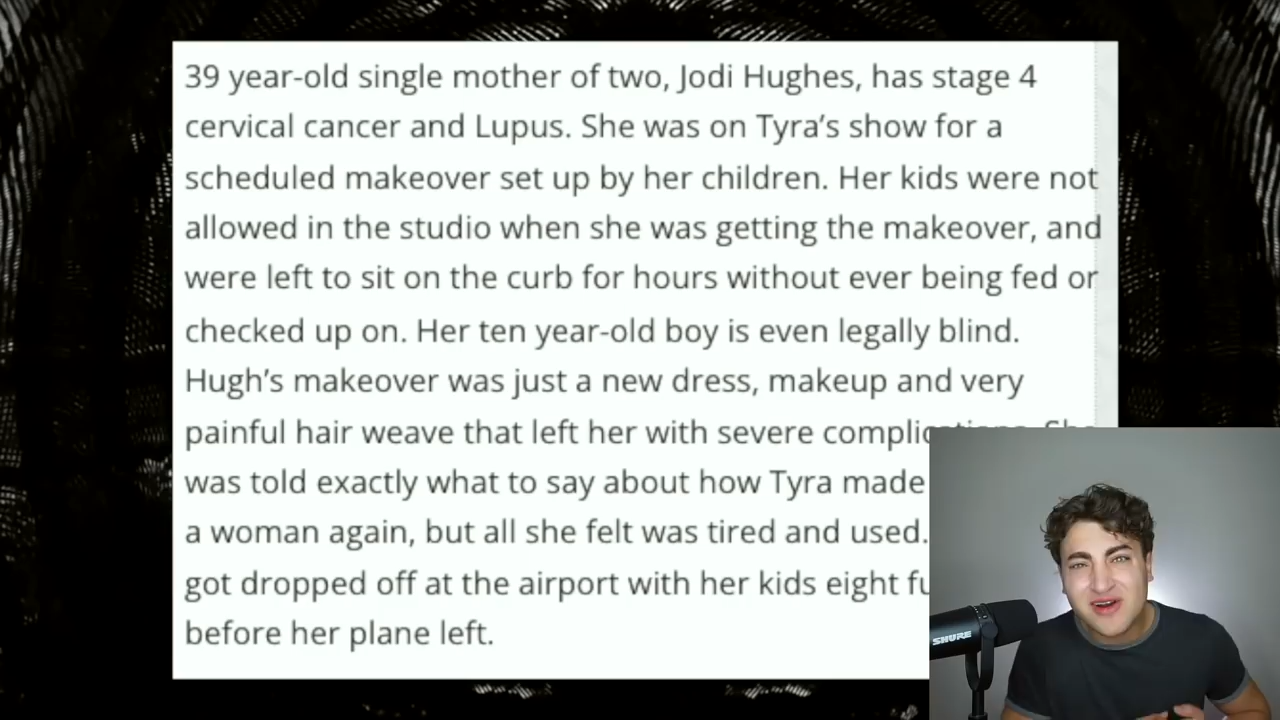 39 year-old single mother of two, Jodi Hughes, has stage 4
cervical cancer and Lupus. She was on Tyra's show for a
scheduled makeover set up by her children. Her kids were not
allowed in the studio when she was getting the makeover, and
were left to sit on the curb for hours without ever being fed or
checked up on. Her ten year-old boy is even legally blind.
Hugh's makeover was just a new dress, makeup and very
painful hair weave that left her with severe
was told exactly what to say about how Tyra made
a woman again, but all she felt was tired and used.
got dropped off at the airport with her kids eight
before her plane left.
SHURE